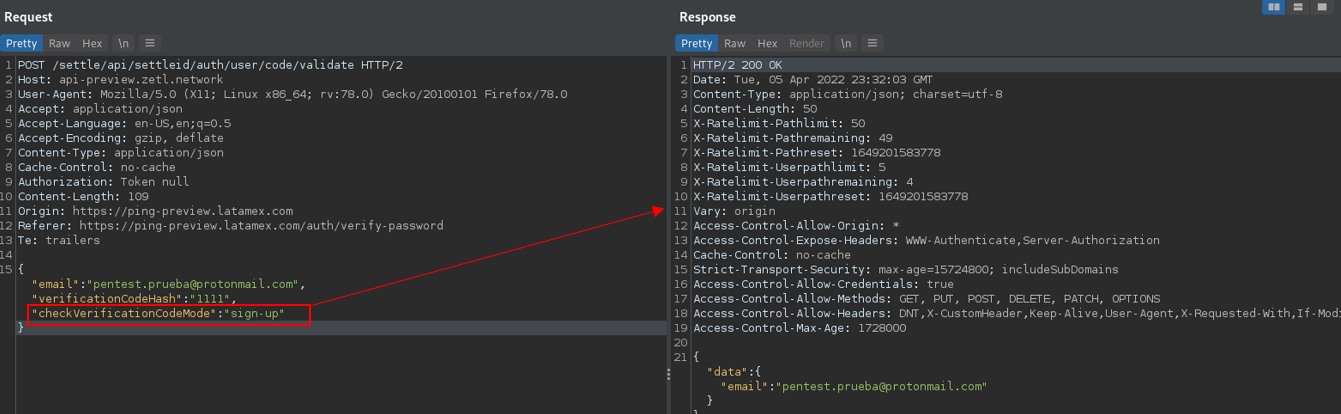 Request
Pretty Raw Hex \n
1 POST /settle/api/settleid/auth/user/code/validate HTTP/2
2 Host: api-preview.zetl.network
3 User-Agent: Mozilla/5.0 (X11; Linux x86_64; rv:78.0) Gecko/20100101 Firefox/78.0
4 Accept: application/json
5 Accept-Language: en-US,en;q=0.5
6 Accept-Encoding: gzip, deflate
7 Content-Type: application/json
8 Cache-Control: no-cache
9 Authorization: Token null
10 Content-Length: 109
11 Origin: https://ping-preview.latamex.com
12 Referer: https://ping-preview.latamex.com/auth/verify-password
13 Te: trailers
14
15 {
"email":"pentest.prueba@protonmail.com",
"verificationCodeHash":"1111",
"checkVerificationCodeMode":"sign-up"
}
Response
Pretty Raw Hex Render \n
1 HTTP/2 200 OK
2 Date: Tue, 05 Apr 2022 23:32:03 GMT
3 Content-Type: application/json; charset=utf-8
4 Content-Length: 50
5 X-Ratelimit-Pathlimit: 50
6 X-Ratelimit-Pathremaining: 49
7 X-Ratelimit-Pathreset: 1649201583778
8 X-Ratelimit-Userpathlimit: 5
9 X-Ratelimit-Userpathremaining: 4
10 X-Ratelimit-Userpathreset: 1649201583778
11 Vary: origin
12 Access-Control-Allow-Origin: *
13 Access-Control-Expose-Headers: WWW-Authenticate,Server-Authorization
14 Cache-Control: no-cache
15 Strict-Transport-Security: max-age=15724800; includeSubDomains
16 Access-Control-Allow-Credentials: true
17 Access-Control-Allow-Methods: GET, PUT, POST, DELETE, PATCH, OPTIONS
18 Access-Control-Allow-Headers: DNT,X-CustomHeader,Keep-Alive,User-Agent,X-Requested-With,If-Modi
19 Access-Control-Max-Age: 1728000
20
21 {
"data":{
"email":"pentest.prueba@protonmail.com"
}
}